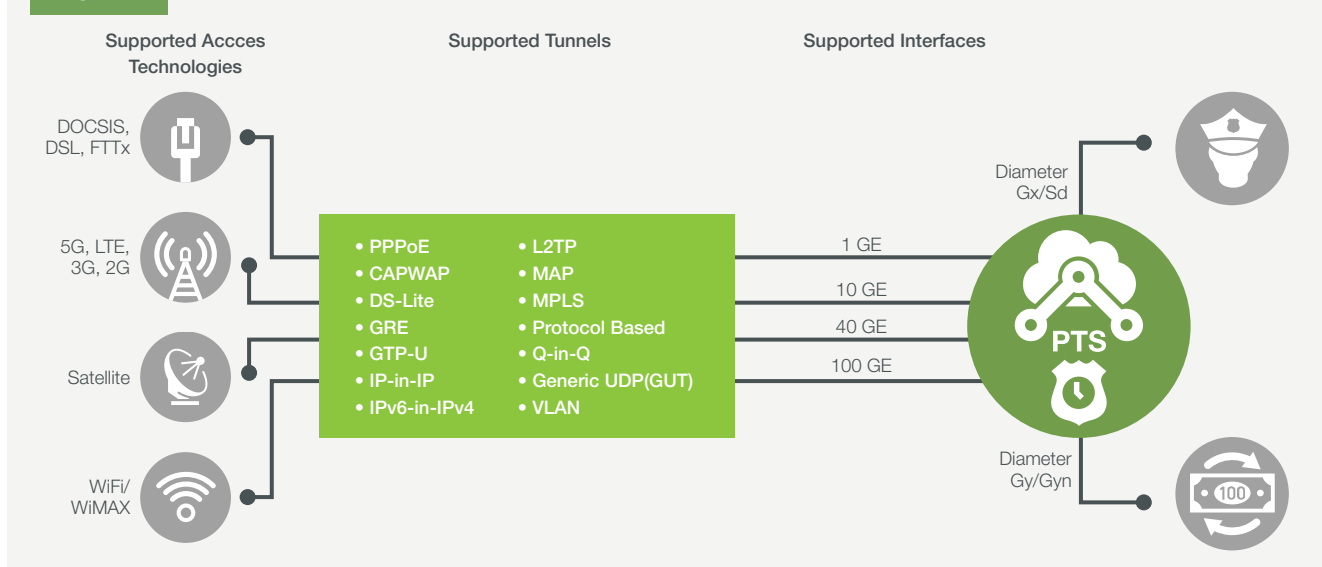 Supported Accces
Technologies
Supported Tunnels
Supported Interfaces
DOCSIS,
DSL, FTTx
5G, LTE,
3G, 2G
Satellite
WiFi/
WiMAX
• PPPoE
• CAPWAP
• DS-Lite
• GRE
• GTP-U
• IP-in-IP
• IPv6-in-IPv4
• L2TP
• MAP
• MPLS
• Protocol Based
• Q-in-Q
• Generic UDP(GUT)
• VLAN
1 GE
10 GE
40 GE
100 GE
Diameter
Gx/Sd
PTS
Diameter
Gy/Gyn
100